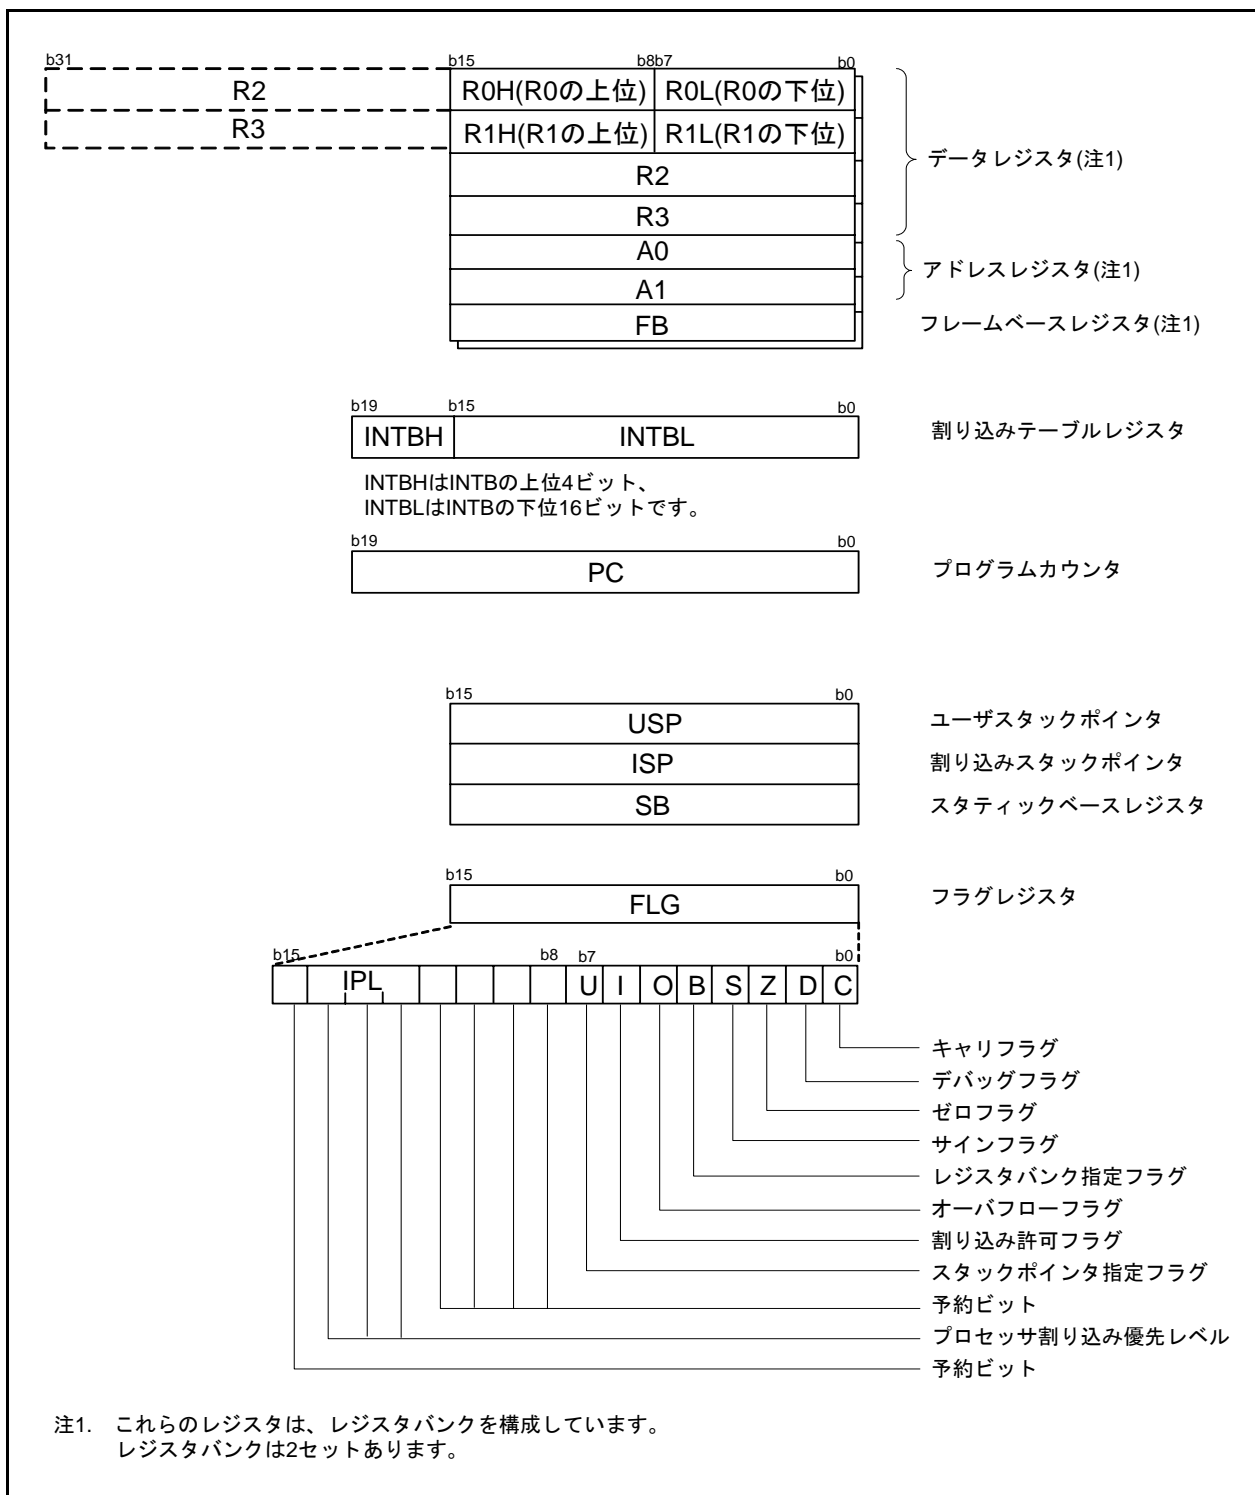 b31 b15 b8b7 b0
R2 R0H(R0の上位) R0L(R0の下位)
R3 R1H(R1の上位) R1L(R1の下位)
データレジスタ(注1)
R2
R3
A0
アドレスレジスタ(注1)
A1
FB フレームベースレジスタ(注1)
b19 b15 b0
INTBH INTBL 割り込みテーブルレジスタ
INTBHはINTBの上位4ビット、
INTBLはINTBの下位16ビットです。
b19 b0
PC プログラムカウンタ
b15 b0
USP ユーザスタックポインタ
ISP 割り込みスタックポインタ
SB スタティックベースレジスタ
b15 b0
FLG フラグレジスタ
b15 b8 b7 b0
IPL U I O B S Z D C
キャリフラグ
デバッグフラグ
ゼロフラグ
サインフラグ
レジスタバンク指定フラグ
オーバフローフラグ
割り込み許可フラグ
スタックポインタ指定フラグ
予約ビット
プロセッサ割り込み優先レベル
予約ビット
注1. これらのレジスタは、レジスタバンクを構成しています。
レジスタバンクは2セットあります。